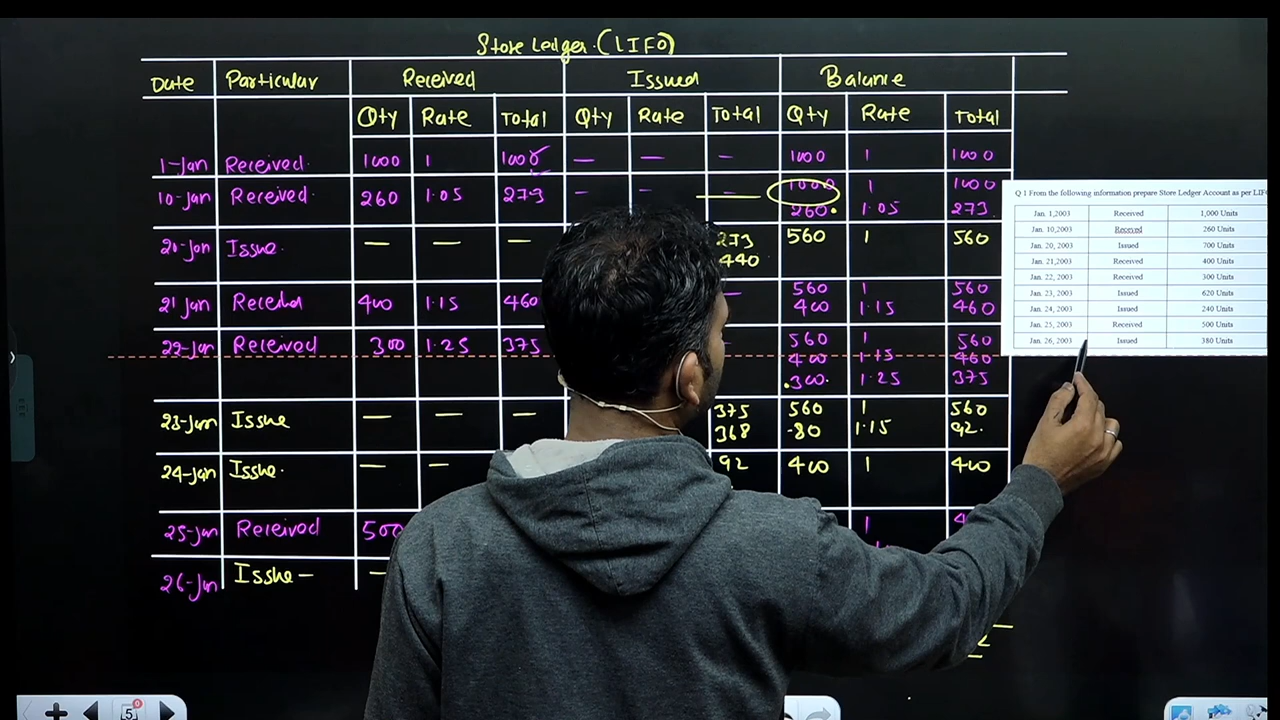 Store Ledger (LIFO)
Date Particular Received Issued Balance
Qty Rate Total Qty Rate Total Qty Rate Total
1-Jan Received. 1000 1 1000 — — — 1000 1 1000
10-Jan Received 260 1.05 273 - - - 1000 1 1000
260. 1.05 273.
20-Jan Issue — — — 273 560 1 560
440
21 Jan 400 1.15 460 — 560 1 560
400 1.15 460
22-Jan Received 300 1.25 375 - 560 1 560
400 1.15 460
.300. 1.25 375
23-Jan Issue — — — 375 560 1 560
368 -80 1.15 92.
24-Jan Issue. — — 92 400 1 400
25-Jan Received 500 1
26-Jan Issue — —
Q 1 From the following information prepare Store Ledger Account as per LIFO
Jan. 1,2003 Received 1,000 Units
Jan. 10,2003 Receved 260 Units
Jan. 20, 2003 Issued 700 Units
Jan. 21,2003 Received 400 Units
Jan. 22, 2003 Received 300 Units
Jan. 23, 2003 Issued 620 Units
Jan. 24, 2003 Issued 240 Units
Jan. 25, 2003 Received 500 Units
Jan. 26, 2003 Issued 380 Units
5